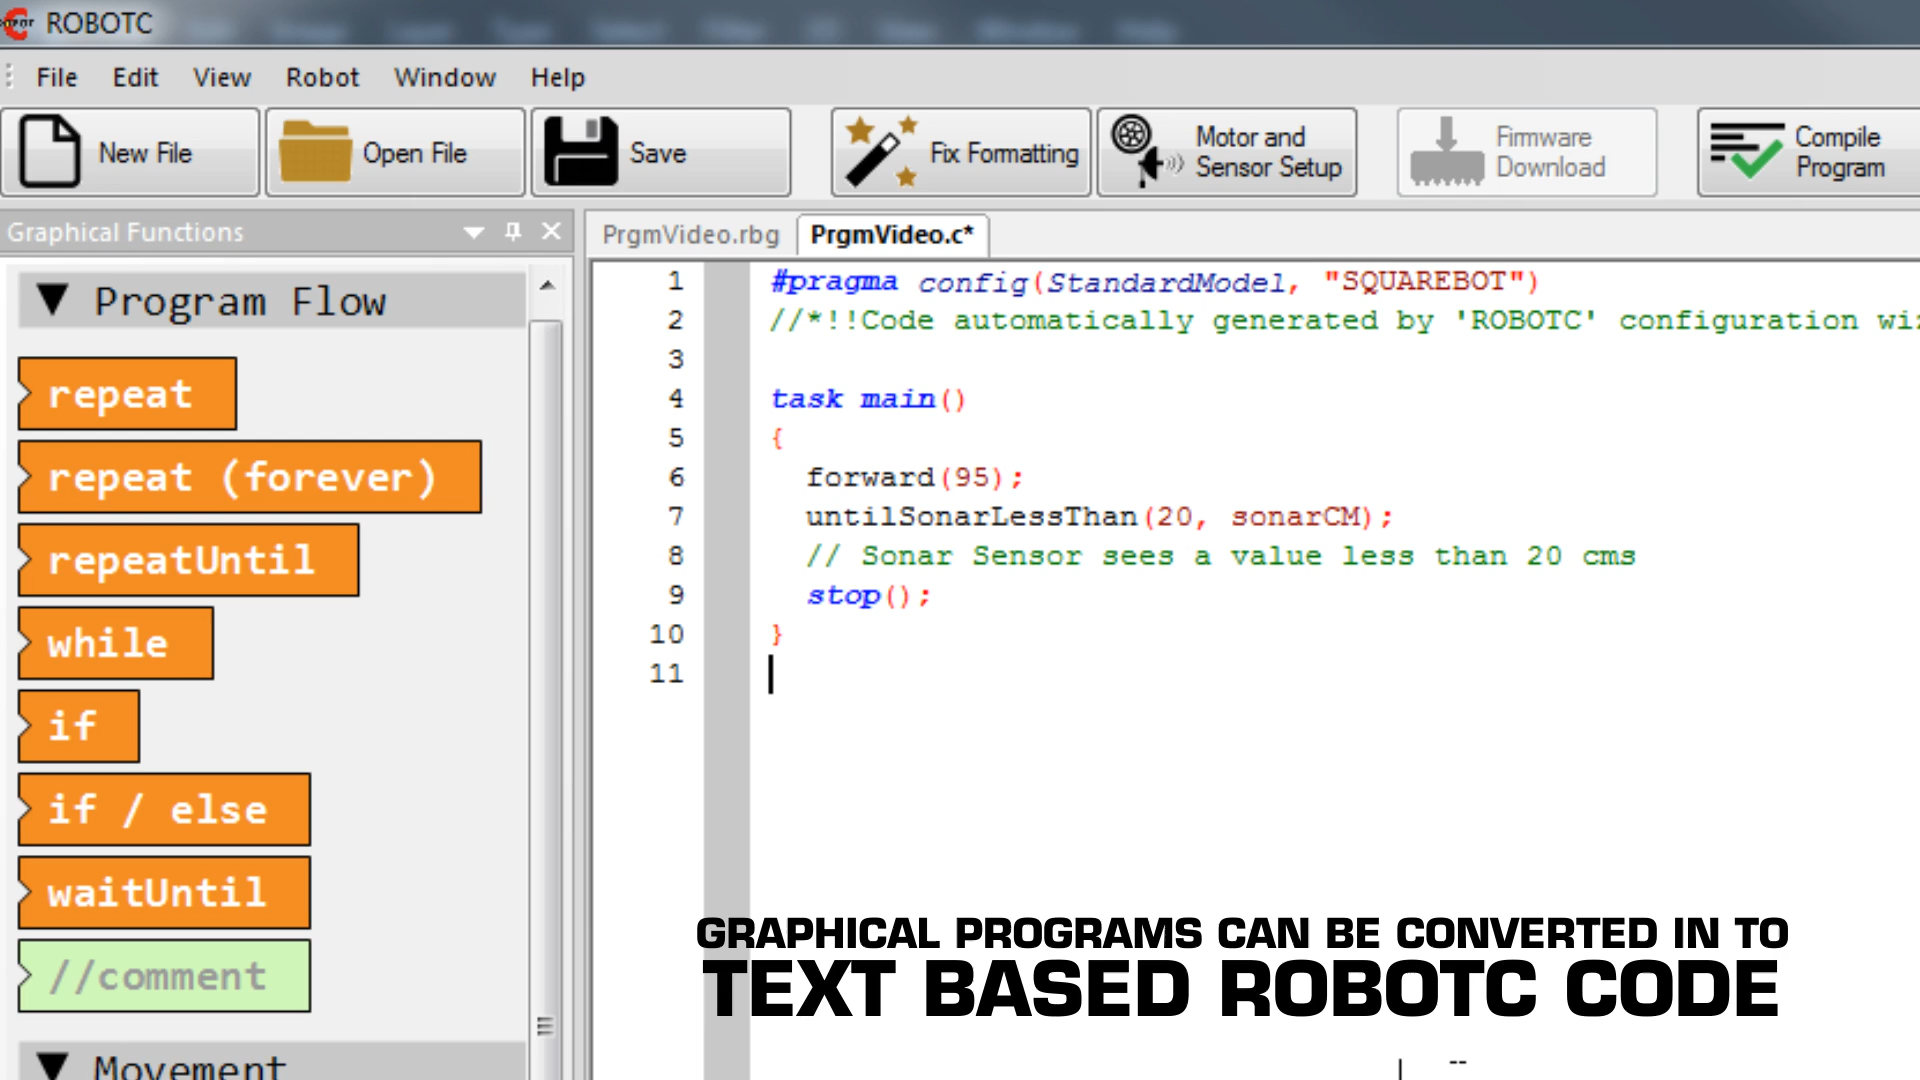 ROBOTC
File Edit View Robot Window Help
New File Open File Save Fix Formatting Motor and Sensor Setup Firmware Download Compile Program
Graphical Functions
PrgmVideo.rbg PrgmVideo.c*
Program Flow
repeat
repeat (forever)
repeatUntil
while
if
if / else
waitUntil
//comment
Movement
1 #pragma config(StandardModel, "SQUAREBOT")
2 //*!!Code automatically generated by 'ROBOTC' configuration
3
4 task main()
5 {
6 forward(95);
7 untilSonarLessThan(20, sonarCM);
8 // Sonar Sensor sees a value less than 20 cms
9 stop();
10 }
11
GRAPHICAL PROGRAMS CAN BE CONVERTED IN TO
TEXT BASED ROBOTC CODE